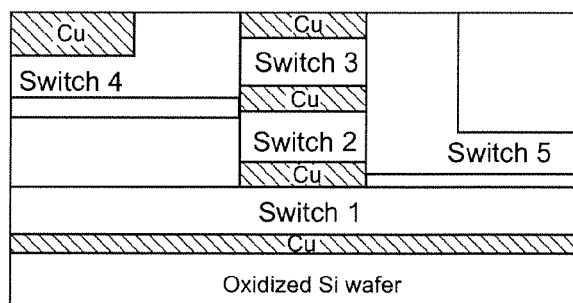 Cu
Cu
Switch 3
Switch 4
Cu
Switch 2
Switch 5
Cu
Switch 1
Cu
Oxidized Si wafer